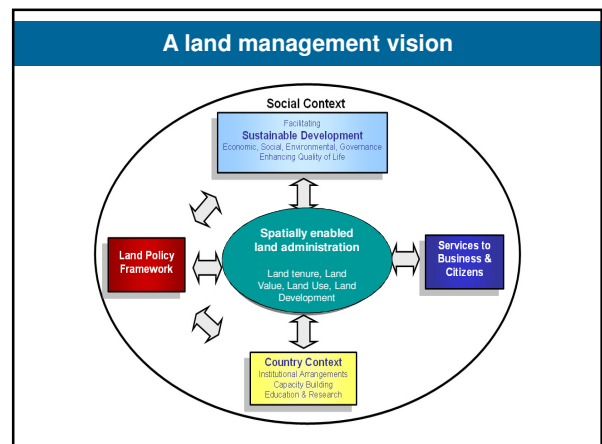 A land management vision
Social Context
Facilitating
Sustainable Development
Economic, Social, Environmental, Governance
Enhancing Quality of Life
Spatially enabled
land administration
Land tenure, Land
Value, Land Use, Land
Development
Land Policy
Framework
Services to
Business &
Citizens
Country Context
Institutional Arrangements
Capacity Building
Education & Research